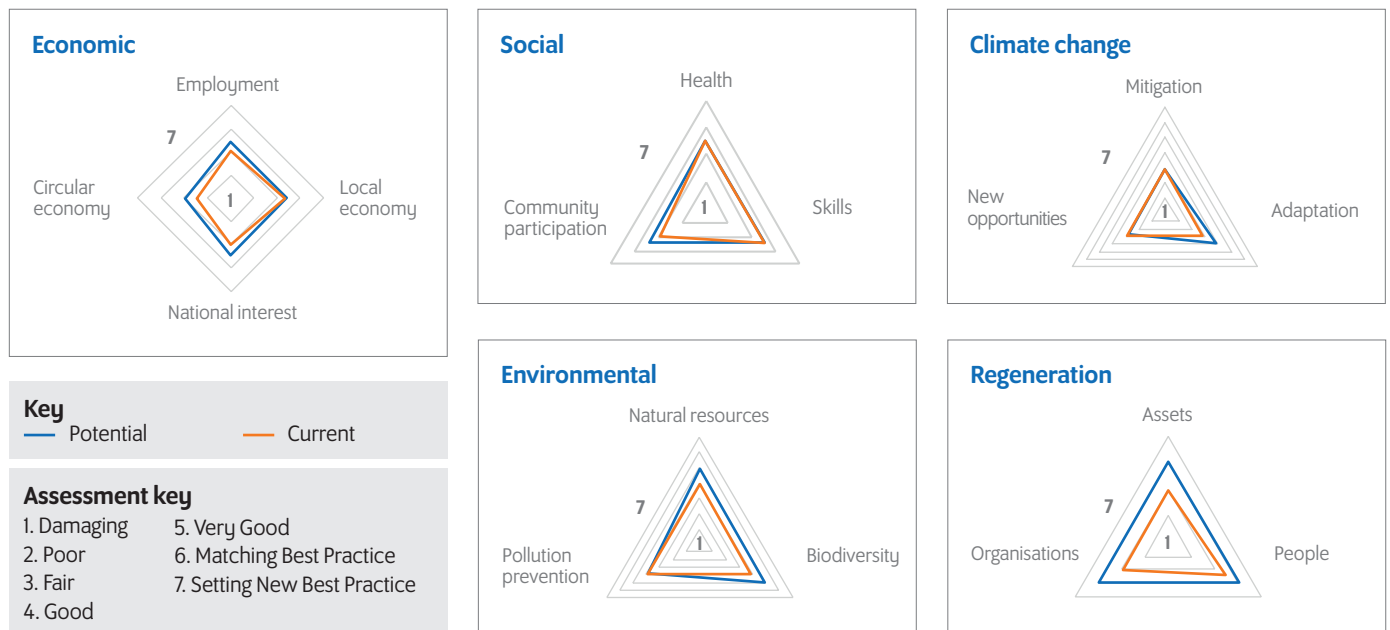 Economic
Employment
7
Circular
economy
1
Local
economy
National interest
Social
Health
7
Community
participation
1
Skills
Climate change
Mitigation
7
New
opportunities
1
Adaptation
Key
Potential
Current
Assessment key
1. Damaging
2. Poor
3. Fair
4. Good
5. Very Good
6. Matching Best Practice
7. Setting New Best Practice
Environmental
Natural resources
7
Pollution
prevention
1
Biodiversity
Regeneration
Assets
7
Organisations
1
People